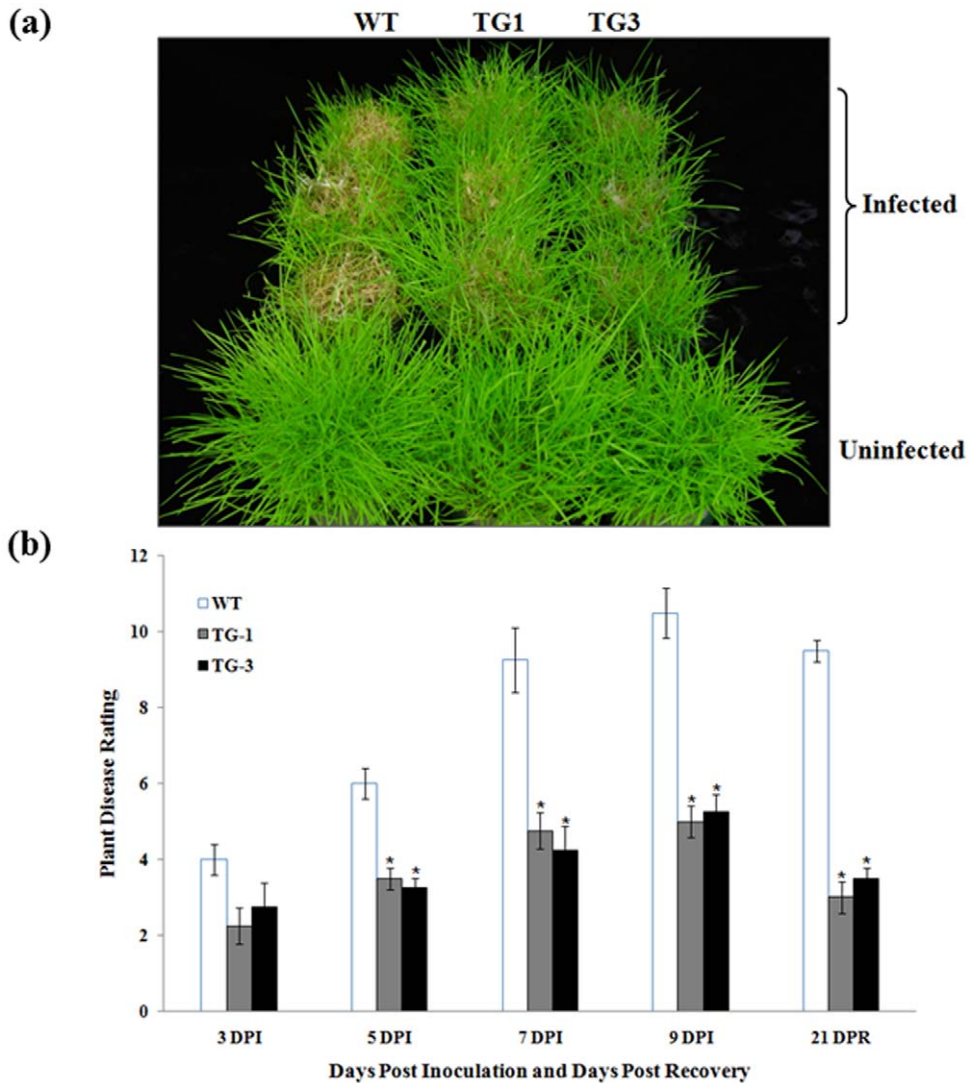 (a)
WT TG1 TG3
Infected
Uninfected
(b)
12
10
8
6
4
2
0
Plant Disease Rating
WT
TG-1
TG-3
* * * * * * * *
3 DPI 5 DPI 7 DPI 9 DPI 21 DPR
Days Post Inoculation and Days Post Recovery